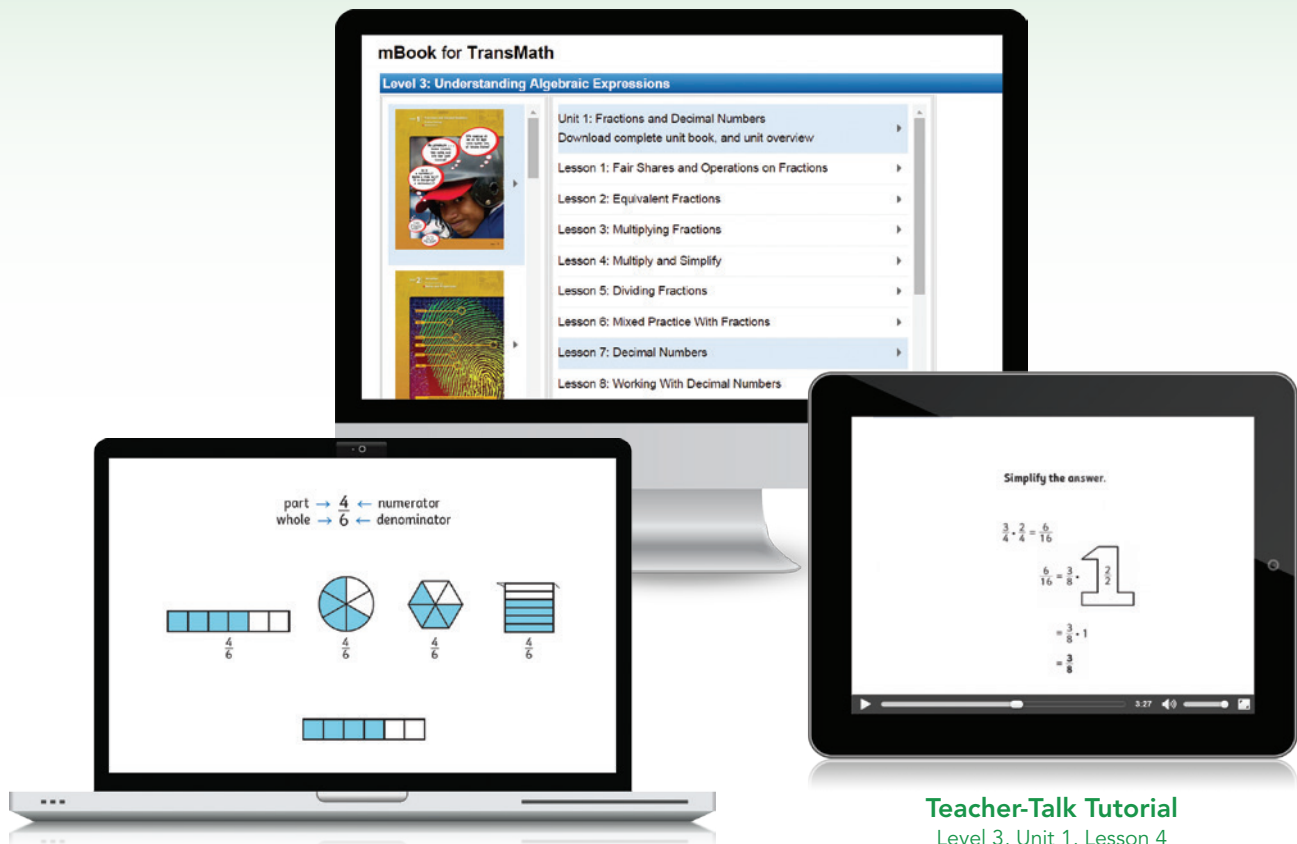 mBook for TransMath
Level 3: Understanding Algebraic Expressions
Unit 1: Fractions and Decimal Numbers
Download complete unit book, and unit overview
Lesson 1: Fair Shares and Operations on Fractions
Lesson 2: Equivalent Fractions
Lesson 3: Multiplying Fractions
Lesson 4: Multiply and Simplify
Lesson 5: Dividing Fractions
Lesson 6: Mixed Practice With Fractions
Lesson 7: Decimal Numbers
Lesson 8: Working With Decimal Numbers
part → 4 ← numerator
whole → 6 ← denominator
4/6 4/6 4/6 4/6
Simplify the answer.
3/4 • 2/4 = 6/16
6/16 = 3/8 • 2/2
= 3/8 • 1
= 3/8
3:27
Teacher-Talk Tutorial
Level 3, Unit 1, Lesson 4